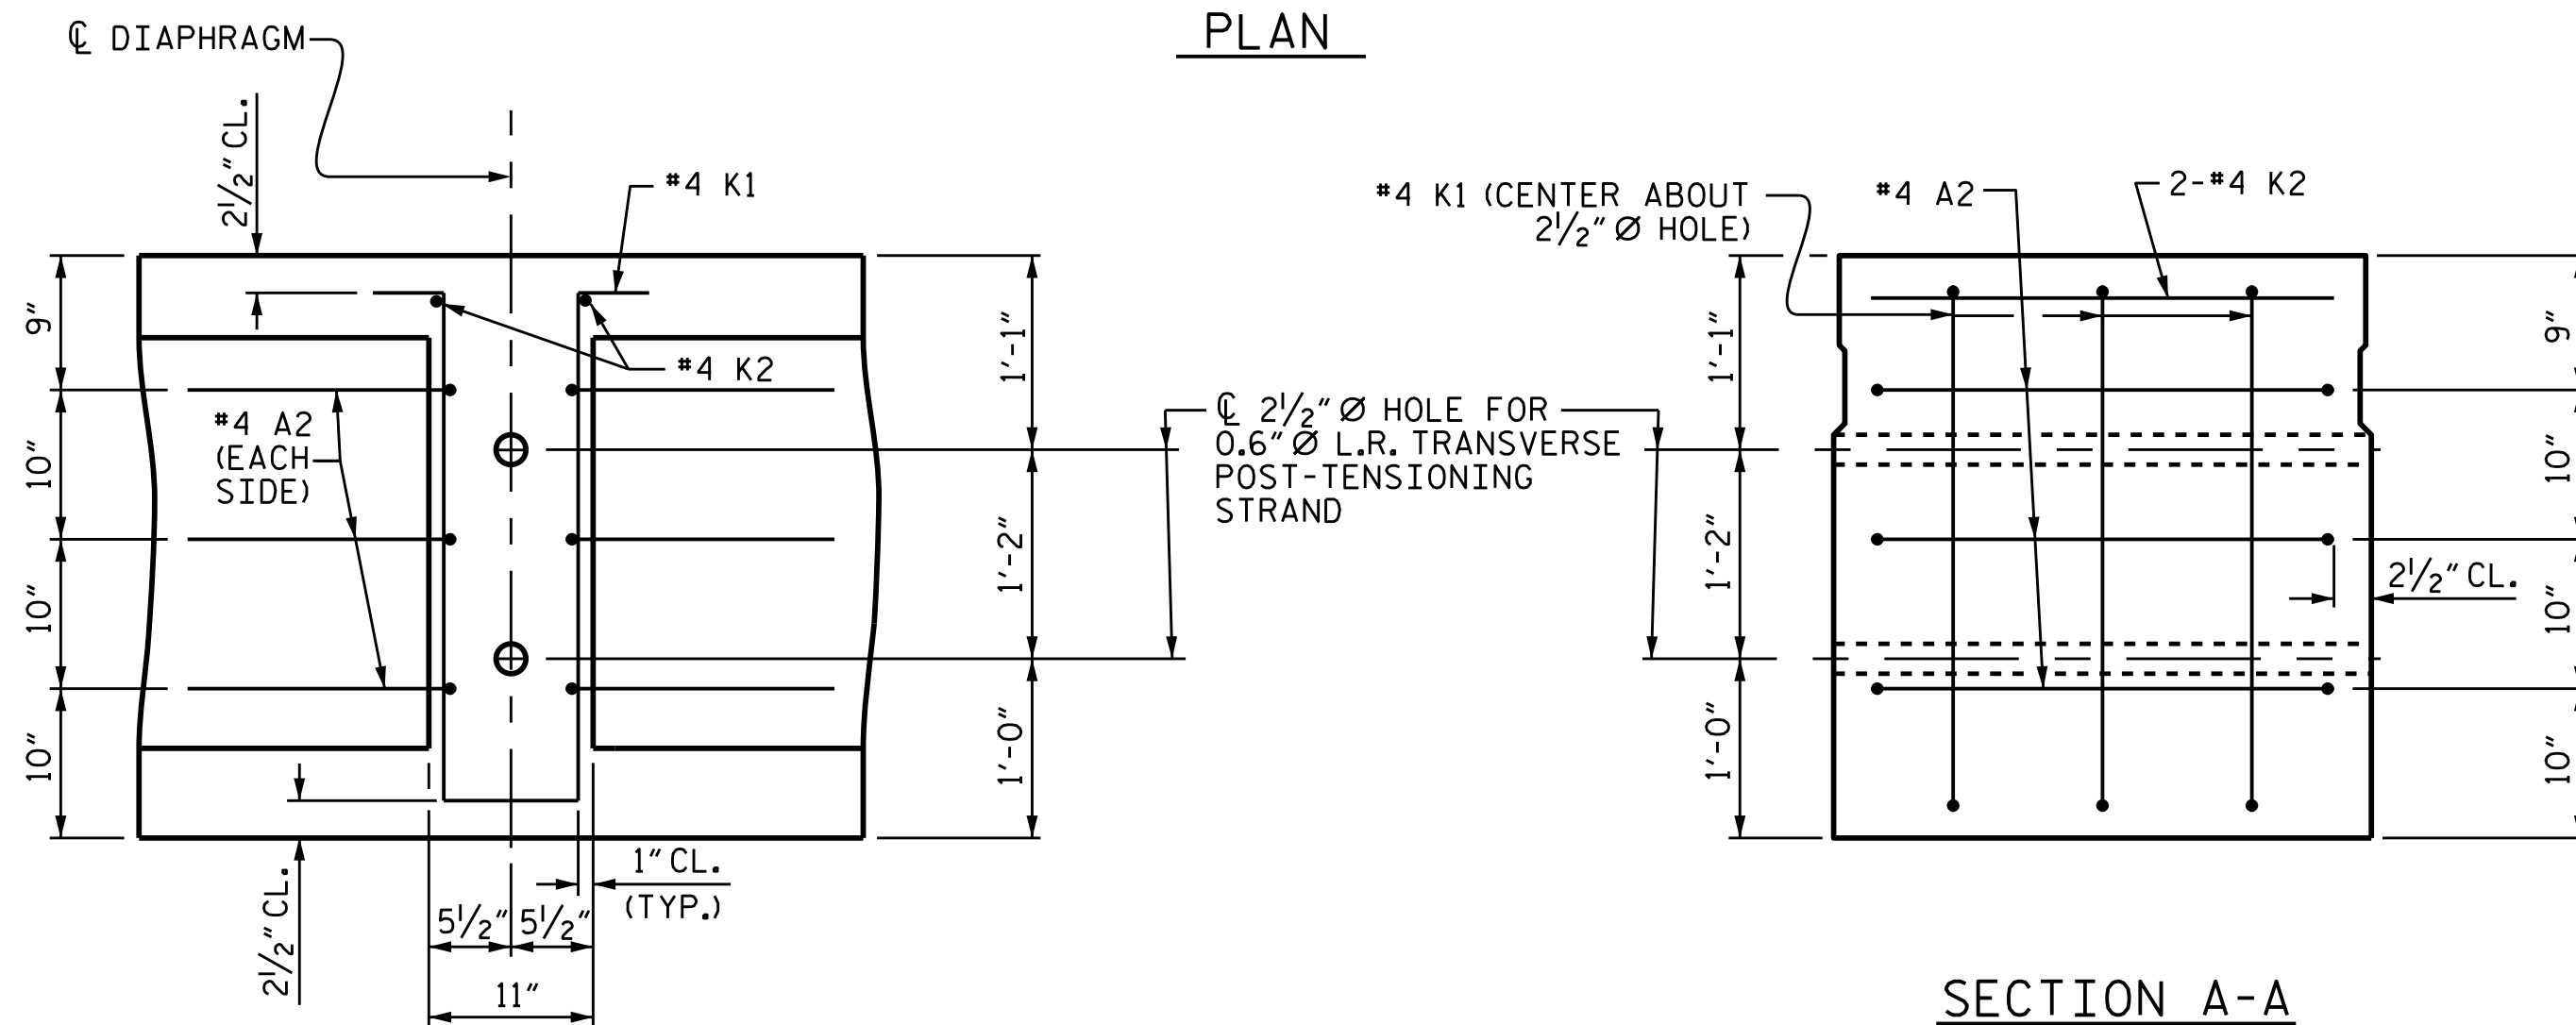 PLAN
℄ DIAPHRAGM
2½" CL.
#4 K1
#4 K2
9"
10"
10"
10"
#4 A2
(EACH
SIDE)
1'-1"
1'-2"
1'-0"
2½" CL.
1" CL.
(TYP.)
5½"
5½"
11"
℄ 2½" Ø HOLE FOR
0.6" Ø L.R. TRANSVERSE
POST-TENSIONING
STRAND
#4 K1 (CENTER ABOUT
2½" Ø HOLE)
#4 A2
2-#4 K2
1'-1"
1'-2"
1'-0"
9"
10"
10"
10"
2½" CL.
SECTION A-A